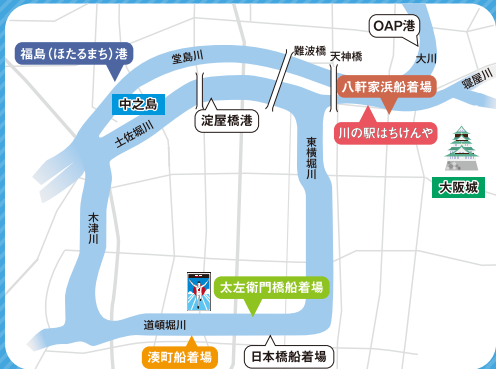 OAP港
難波橋
天神橋
大川
福島（ほたるまち）港
堂島川
寝屋川
八軒家浜船着場
中之島
淀屋橋港
川の駅はちけんや
土佐堀川
東横堀川
大阪城
木津川
太左衛門橋船着場
道頓堀川
湊町船着場
日本橋船着場